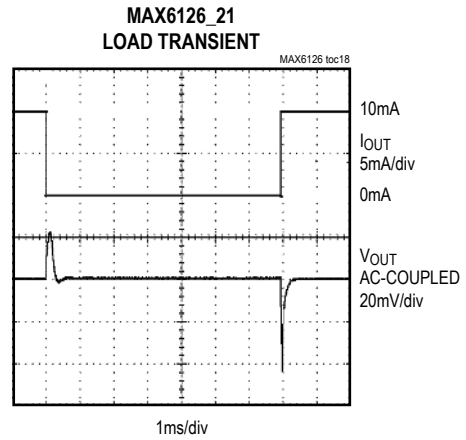 MAX6126_21
LOAD TRANSIENT
MAX6126 toc18
10mA
IOUT
5mA/div
0mA
VOUT
AC-COUPLED
20mV/div
1ms/div